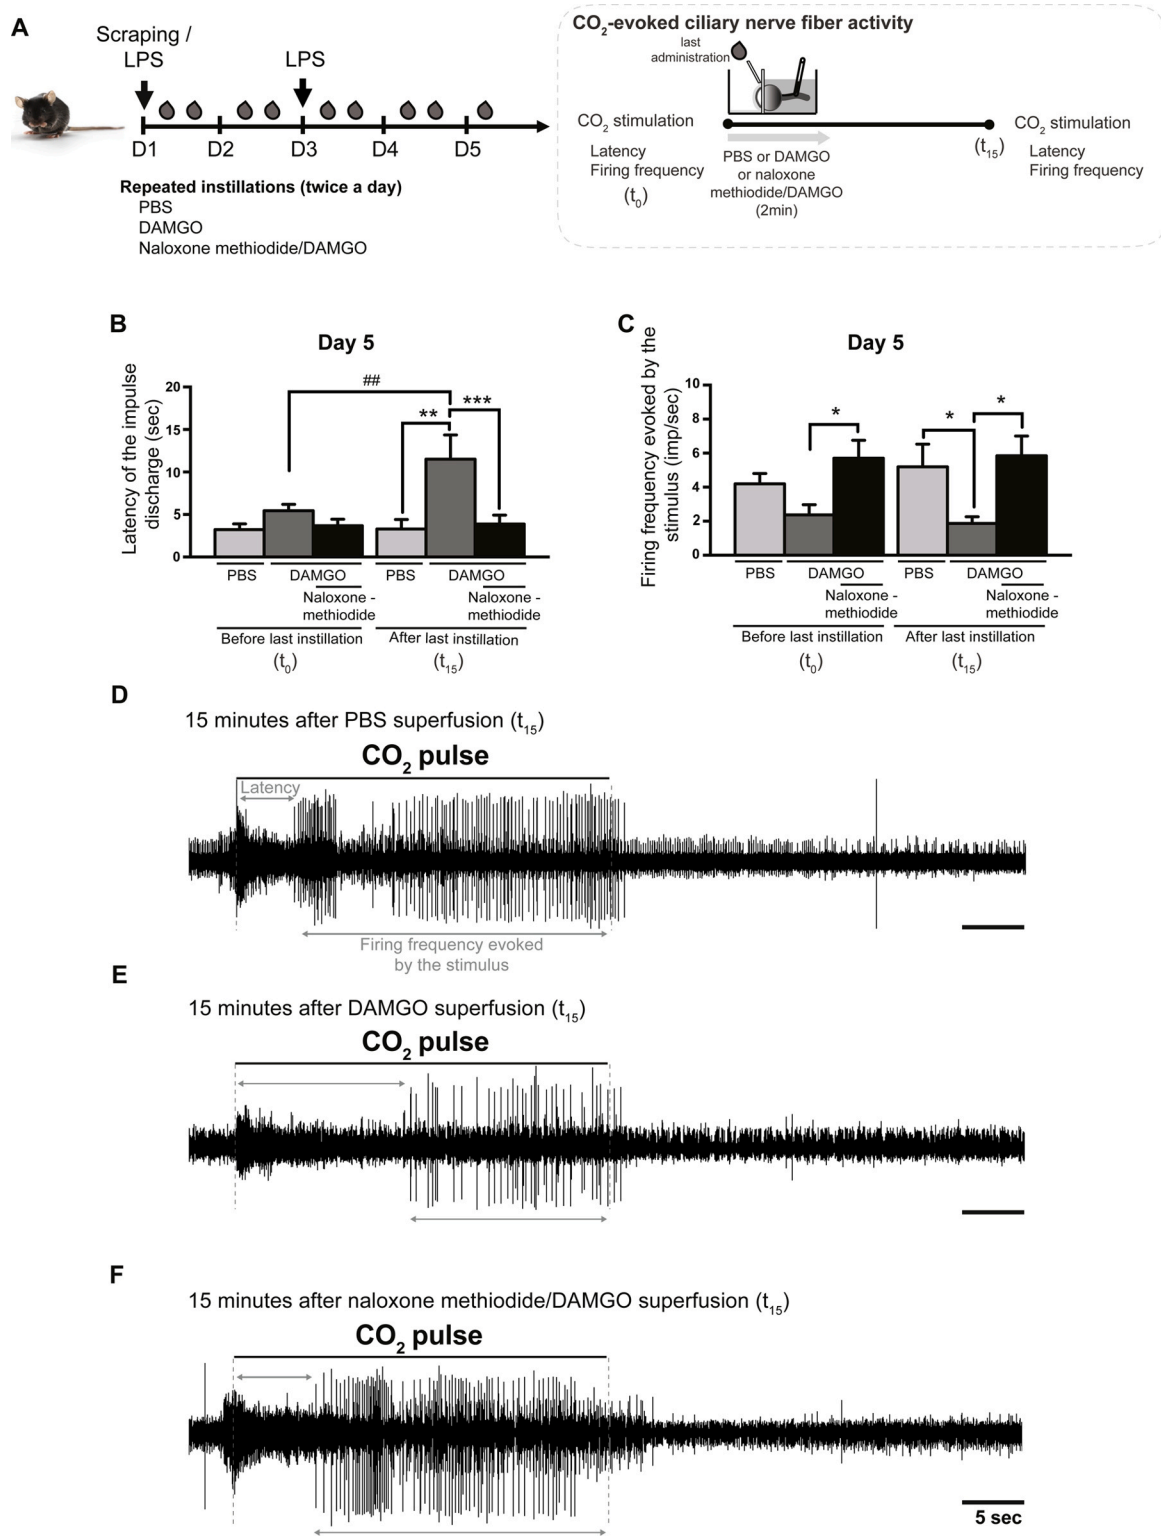 A
Scraping /
LPS
LPS
D1 D2 D3 D4 D5
Repeated instillations (twice a day)
PBS
DAMGO
Naloxone methiodide/DAMGO
CO2-evoked ciliary nerve fiber activity
last
administration
CO2 stimulation
Latency
Firing frequency
(t0)
PBS or DAMGO
or naloxone
methiodide/DAMGO
(2min)
(t15)
CO2 stimulation
Latency
Firing frequency
B
Day 5
Latency of the impulse
discharge (sec)
20
15
10
5
0
##
** ***
PBS DAMGO PBS DAMGO
Naloxone - Naloxone -
methiodide methiodide
Before last instillation After last instillation
(t0) (t15)
C
Day 5
Firing frequency evoked by the
stimulus (imp/sec)
10
8
6
4
2
0
* * *
PBS DAMGO PBS DAMGO
Naloxone - Naloxone -
methiodide methiodide
Before last instillation After last instillation
(t0) (t15)
D
15 minutes after PBS superfusion (t15)
CO2 pulse
Latency
Firing frequency evoked
by the stimulus
E
15 minutes after DAMGO superfusion (t15)
CO2 pulse
F
15 minutes after naloxone methiodide/DAMGO superfusion (t15)
CO2 pulse
5 sec